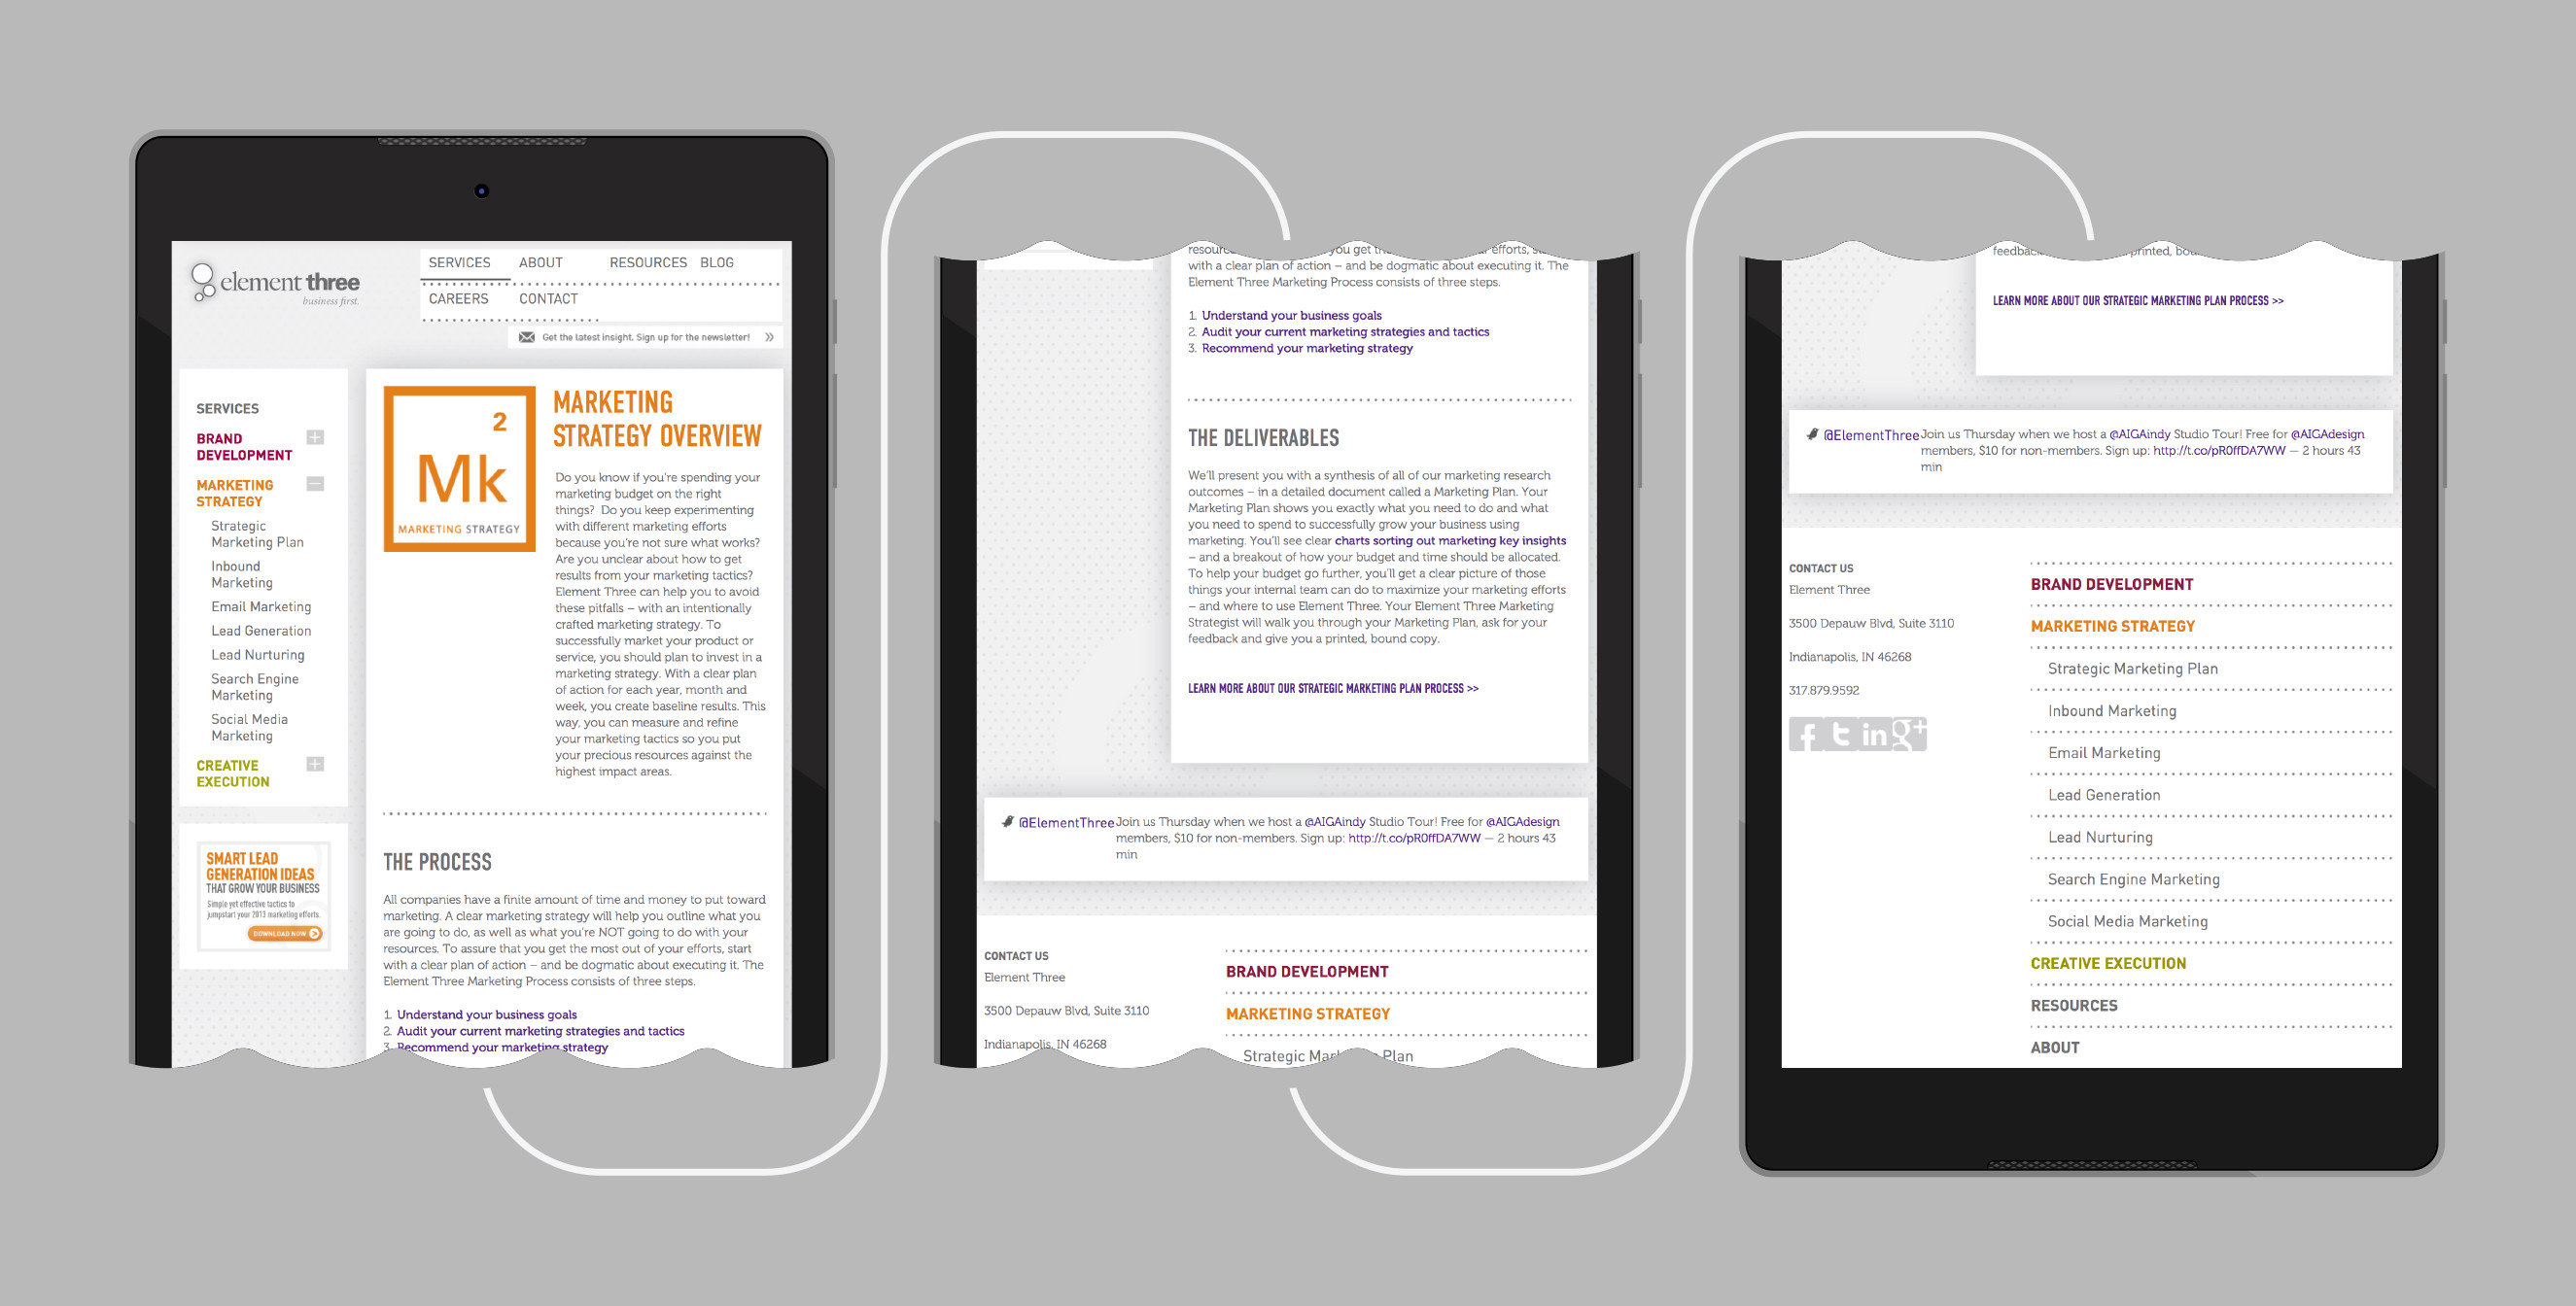 element three
business first.
SERVICES ABOUT RESOURCES BLOG
CAREERS CONTACT
Get the latest insight, Sign up for the newsletter! »
SERVICES
BRAND
DEVELOPMENT
MARKETING
STRATEGY
Strategic
Marketing Plan
Inbound
Marketing
Email Marketing
Lead Generation
Lead Nurturing
Search Engine
Marketing
Social Media
Marketing
CREATIVE
EXECUTION
SMART LEAD
GENERATION IDEAS
THAT GROW YOUR BUSINESS
Simple yet effective tactics to
jumpstart your 2013 marketing efforts.
DOWNLOAD NOW
2
Mk
MARKETING STRATEGY
MARKETING
STRATEGY OVERVIEW
Do you know if you're spending your
marketing budget on the right
things? Do you keep experimenting
with different marketing efforts
because you're not sure what works?
Are you unclear about how to get
results from your marketing tactics?
Element Three can help you to avoid
these pitfalls – with an intentionally
crafted marketing strategy. To
successfully market your product or
service, you should plan to invest in a
marketing strategy. With a clear plan
of action for each year, month and
week, you create baseline results. This
way, you can measure and refine
your marketing tactics so you put
your precious resources against the
highest impact areas.
THE PROCESS
All companies have a finite amount of time and money to put toward
marketing. A clear marketing strategy will help you outline what you
are going to do, as well as what you're NOT going to do with your
resources. To assure that you get the most out of your efforts, start
with a clear plan of action – and be dogmatic about executing it. The
Element Three Marketing Process consists of three steps.
1. Understand your business goals
2. Audit your current marketing strategies and tactics
3. Recommend your marketing strategy
you get efforts,
with a clear plan of action – and be dogmatic about executing it. The
Element Three Marketing Process consists of three steps.
1. Understand your business goals
2. Audit your current marketing strategies and tactics
3. Recommend your marketing strategy
THE DELIVERABLES
We'll present you with a synthesis of all of our marketing research
outcomes – in a detailed document called a Marketing Plan. Your
Marketing Plan shows you exactly what you need to do and what
you need to spend to successfully grow your business using
marketing. You'll see clear charts sorting out marketing key insights
– and a breakout of how your budget and time should be allocated.
To help your budget go further, you'll get a clear picture of those
things your internal team can do to maximize your marketing efforts
– and where to use Element Three. Your Element Three Marketing
Strategist will walk you through your Marketing Plan, ask for your
feedback and give you a printed, bound copy.
LEARN MORE ABOUT OUR STRATEGIC MARKETING PLAN PROCESS >>
@ElementThree Join us Thursday when we host a @AIGAindy Studio Tour! Free for @AIGAdesign
members, $10 for non-members. Sign up: http://t.co/pR0ffDA7WW — 2 hours 43
min
CONTACT US
Element Three
3500 Depauw Blvd, Suite 3110
Indianapolis, IN 46268
BRAND DEVELOPMENT
MARKETING STRATEGY
Strategic Plan
printed,
LEARN MORE ABOUT OUR STRATEGIC MARKETING PLAN PROCESS >>
@ElementThree Join us Thursday when we host a @AIGAindy Studio Tour! Free for @AIGAdesign
members, $10 for non-members. Sign up: http://t.co/pR0ffDA7WW — 2 hours 43
min
CONTACT US
Element Three
3500 Depauw Blvd, Suite 3110
Indianapolis, IN 46268
317.879.9592
f t in g+
BRAND DEVELOPMENT
MARKETING STRATEGY
Strategic Marketing Plan
Inbound Marketing
Email Marketing
Lead Generation
Lead Nurturing
Search Engine Marketing
Social Media Marketing
CREATIVE EXECUTION
RESOURCES
ABOUT